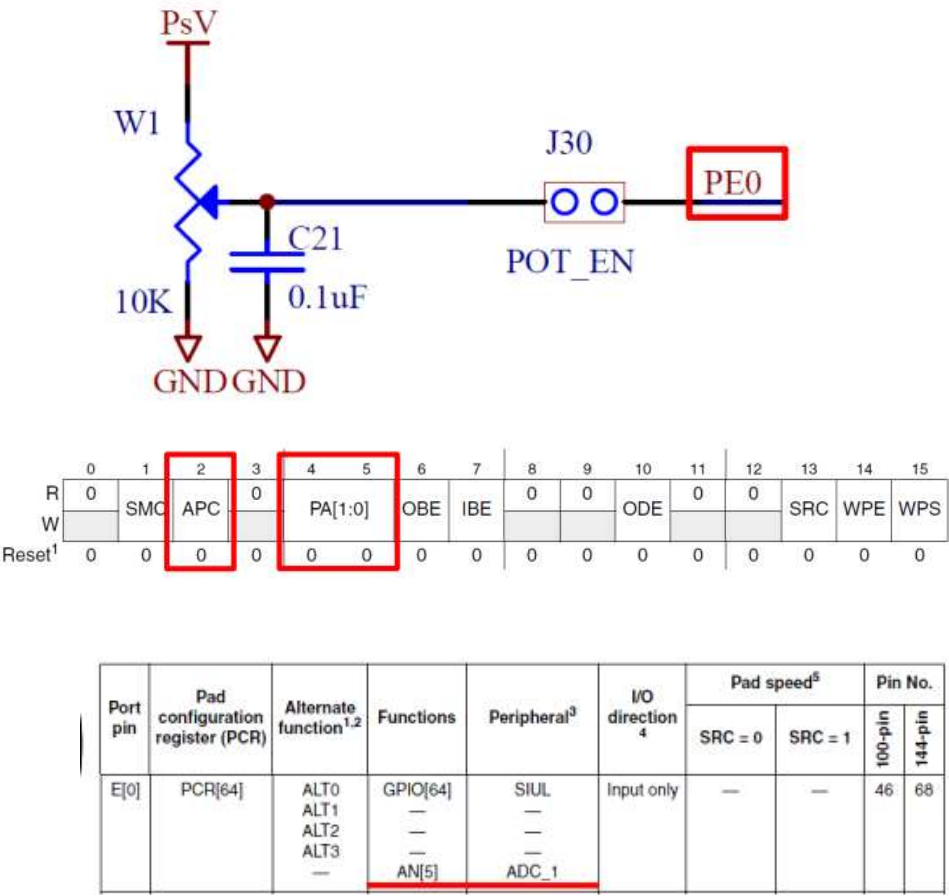 PsV
W1
J30
PE0
C21
POT_EN
10K
0.1uF
GND GND
0 1 2 3 4 5 6 7 8 9 10 11 12 13 14 15
R 0 SMC APC 0 PA[1:0] OBE IBE 0 0 ODE 0 0 SRC WPE WPS
W
Reset1 0 0 0 0 0 0 0 0 0 0 0 0 0 0 0 0
Port pin Pad configuration register (PCR) Alternate function1,2 Functions Peripheral3 I/O direction 4 Pad speed5 Pin No.
SRC = 0 SRC = 1 100-pin 144-pin
E[0] PCR[64] ALT0 GPIO[64] SIUL Input only — — 46 68
ALT1 — —
ALT2 — —
ALT3 — —
— AN[5] ADC_1